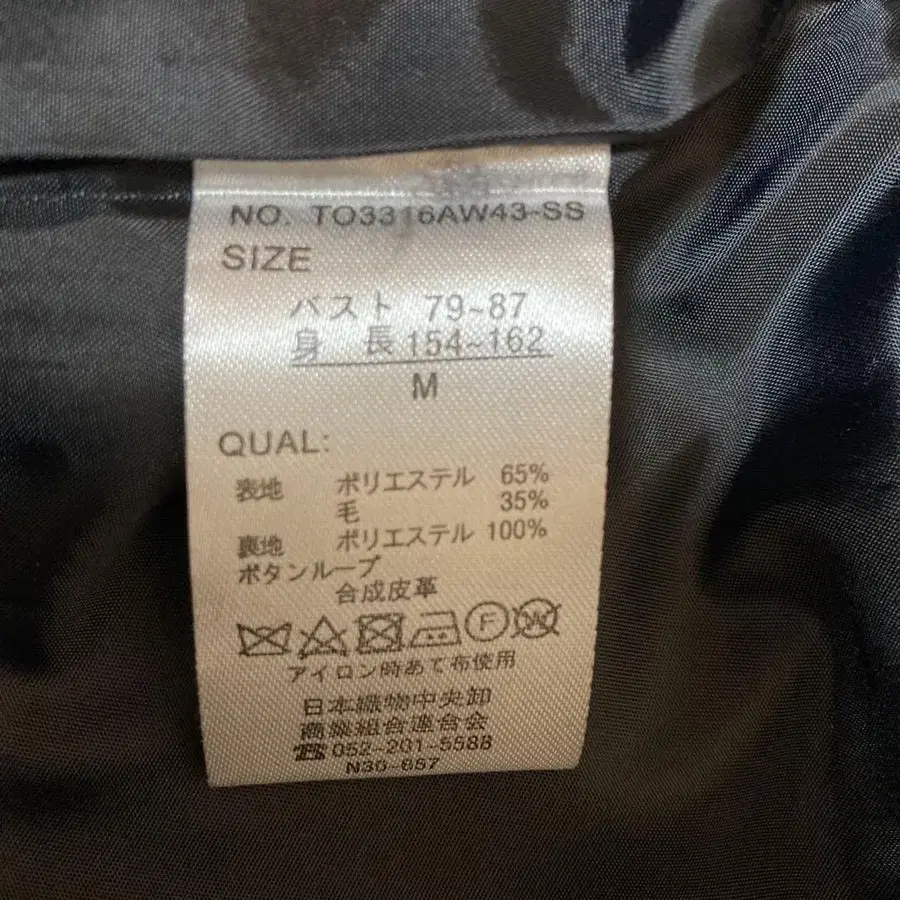 NO. TO3316AW43-SS
SIZE
バスト 79~87
身 長 154~162
M
QUAL:
表地 ポリエステル 65%
毛 35%
裏地 ポリエステル 100%
ボタンループ
合成皮革
F W
アイロン時あて布使用
日本織物中央卸
商業組合連合会
☎052-201-5588
N30-657